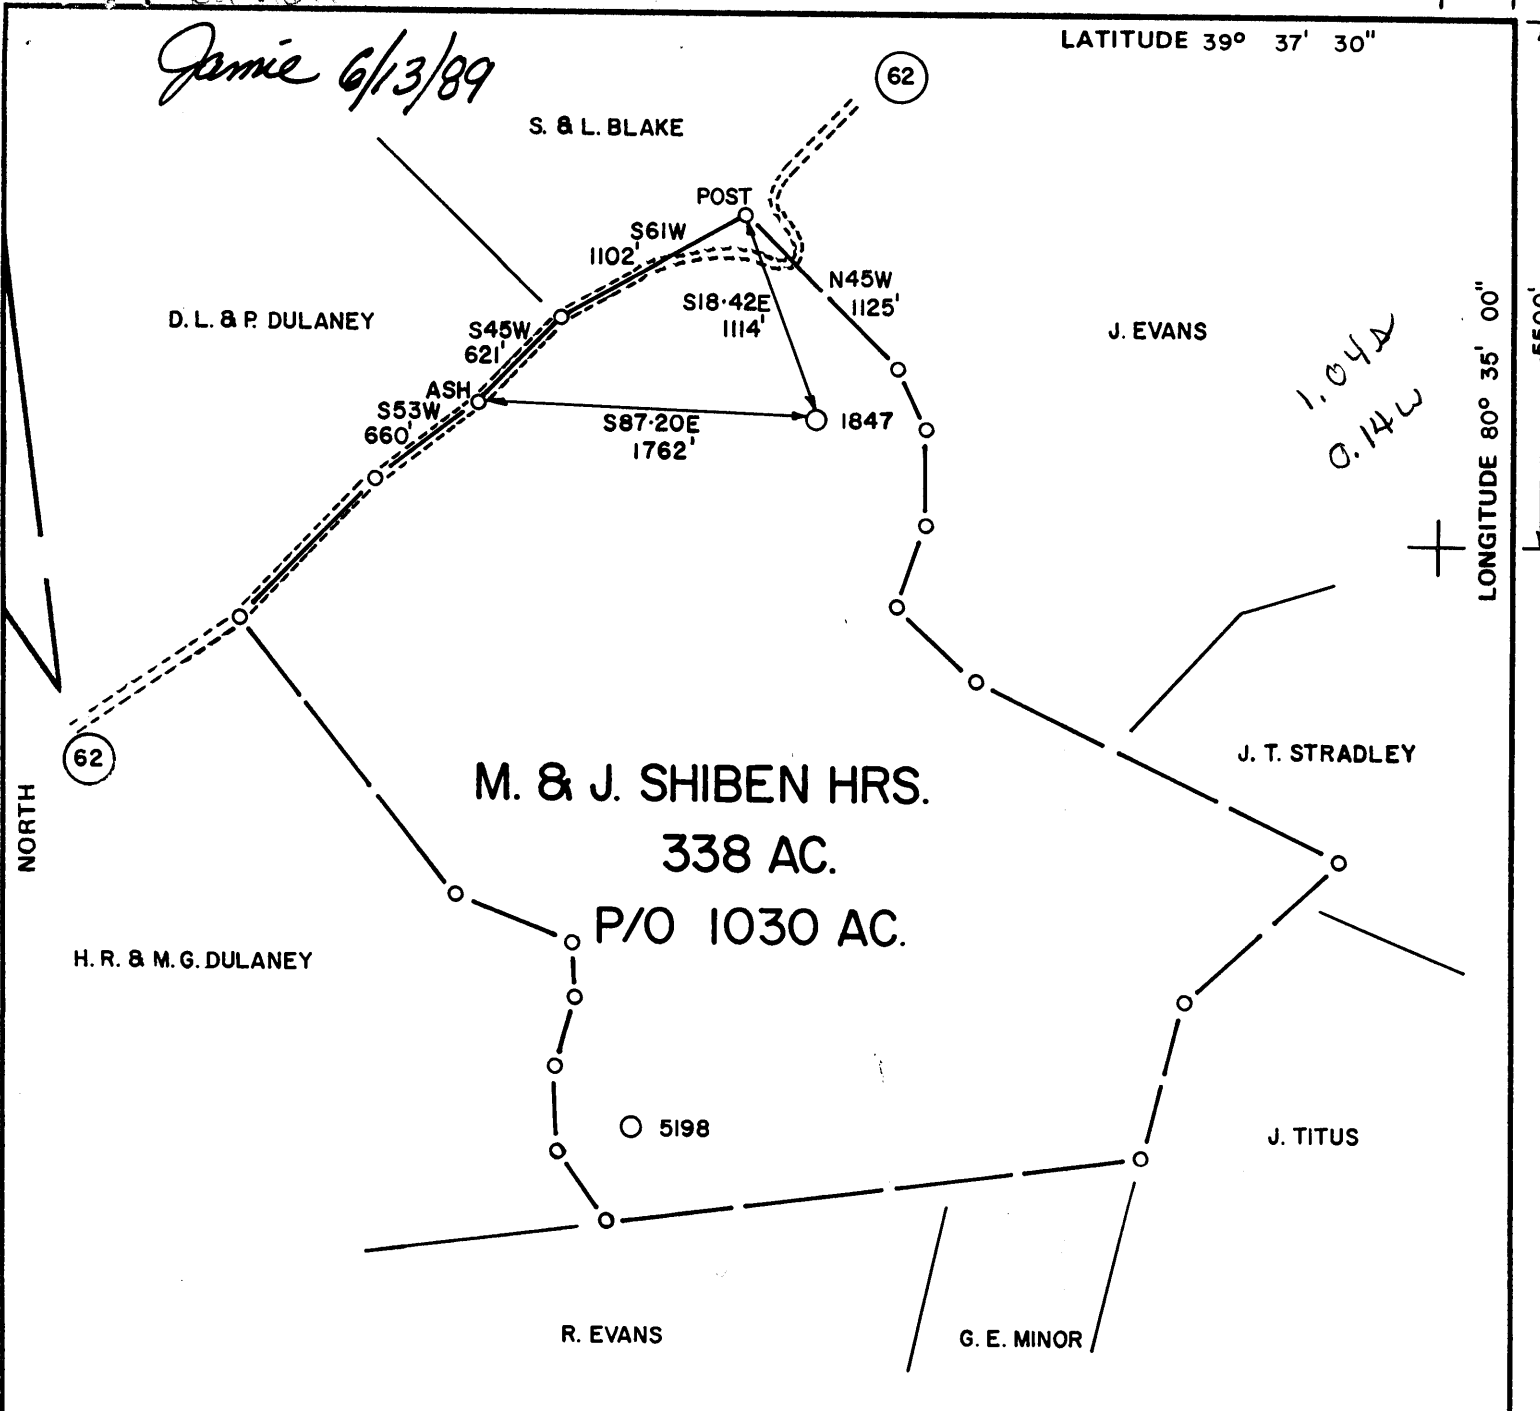 LATITUDE 39° 37' 30"
Jamie 6/13/89
62
S. & L. BLAKE
POST
S61W
1102'
N45W
1125'
S18·42E
1114'
D. L. & P. DULANEY
S45W
621'
J. EVANS
LONGITUDE 80° 35' 00"
1.04 s
0.14 w
ASH
S53W
660'
S87·20E
1762'
1847
62
NORTH
J. T. STRADLEY
M. & J. SHIBEN HRS.
338 AC.
P/O 1030 AC.
H. R. & M. G. DULANEY
5198
J. TITUS
R. EVANS
G. E. MINOR